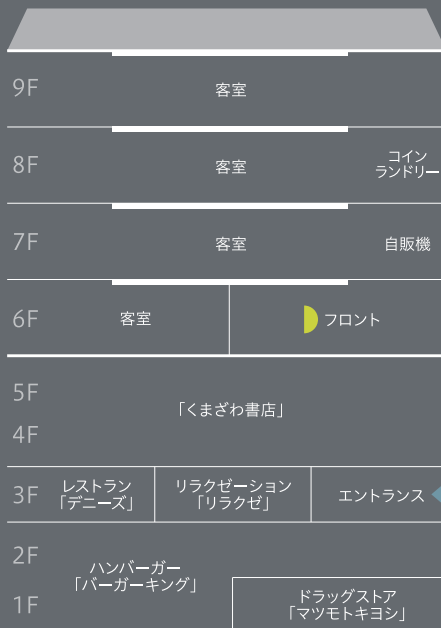 9F
客室
8F
客室
コイン
ランドリー
7F
客室
自販機
6F
客室
フロント
5F
「くまざわ書店」
4F
3F
レストラン
「デニーズ」
リラクゼーション
「リラクゼ」
エントランス
2F
ハンバーガー
「バーガーキング」
1F
ドラッグストア
「マツモトキヨシ」